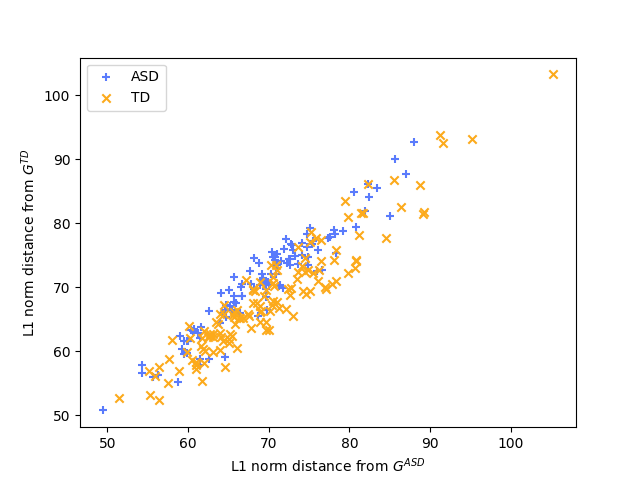 ASD
TD
100
90
80
70
60
50
L1 norm distance from G^{TD}
50 60 70 80 90 100
L1 norm distance from G^{ASD}